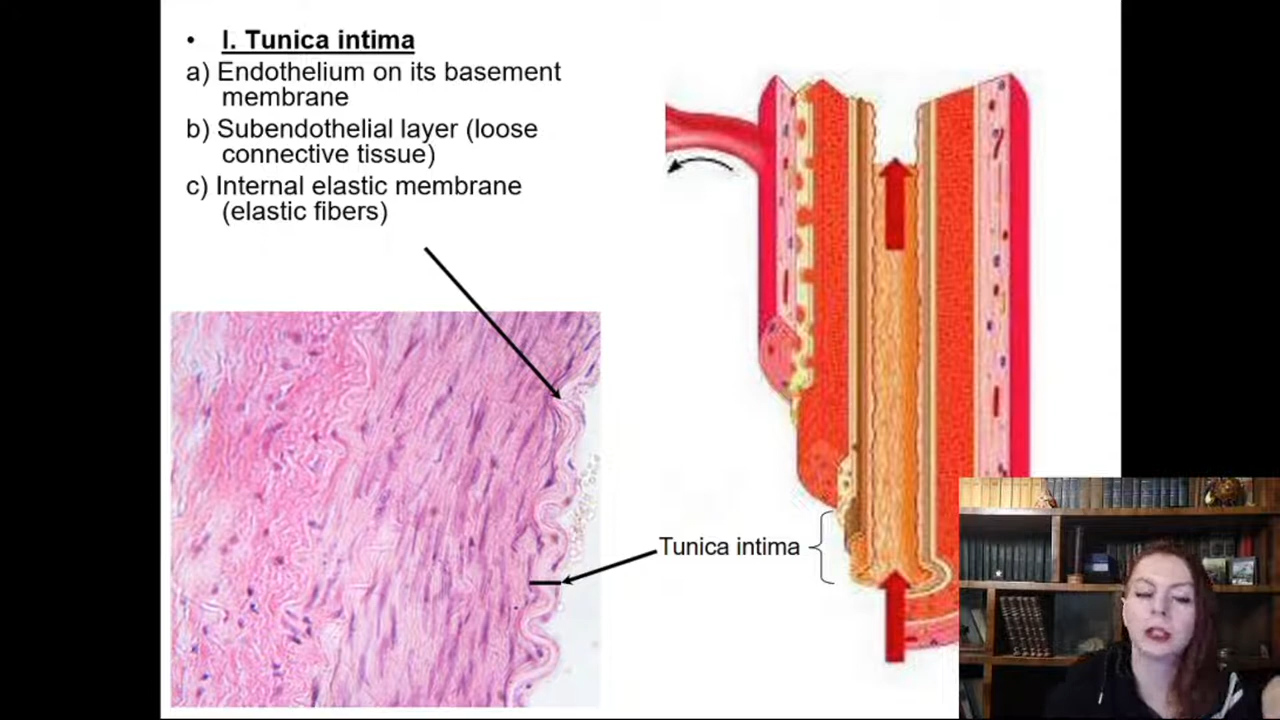 • I. Tunica intima
a) Endothelium on its basement
membrane
b) Subendothelial layer (loose
connective tissue)
c) Internal elastic membrane
(elastic fibers)
Tunica intima